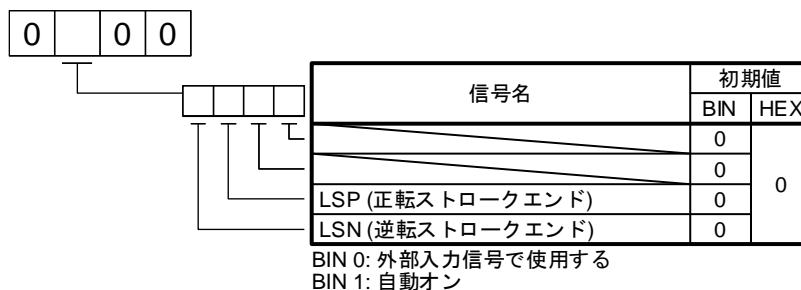 0 0 0
信号名 初期値
BIN HEX
0
0
0
LSP (正転ストロークエンド) 0
LSN (逆転ストロークエンド) 0
BIN 0: 外部入力信号で使用する
BIN 1: 自動オン